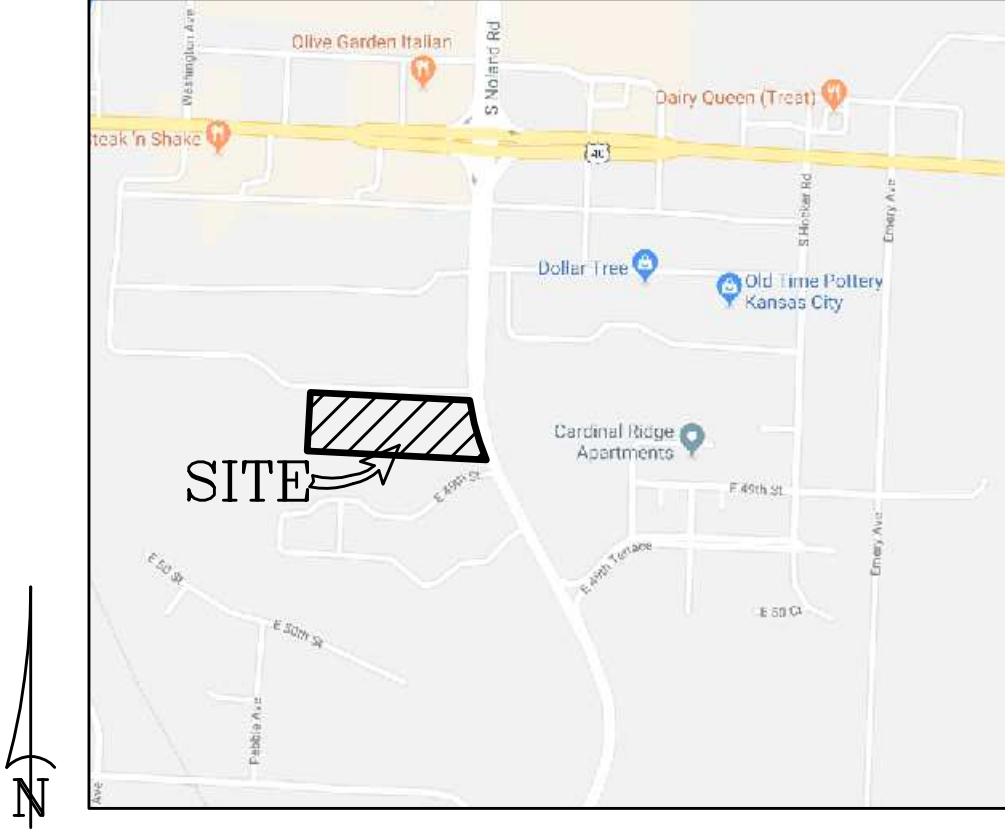 Washington Ave
Olive Garden Italian
S Noland Rd
Dairy Queen (Treat)
teak 'n Shake
40
S Hocker Rd
Emery Ave
Dollar Tree
Old Time Pottery
Kansas City
Cardinal Ridge
Apartments
SITE
E 49th St
E 49th St
E 49th Terrace
Emery Ave
E 50 St
E 50 Ct
E 50th St
Pebble Ave
Ave
N